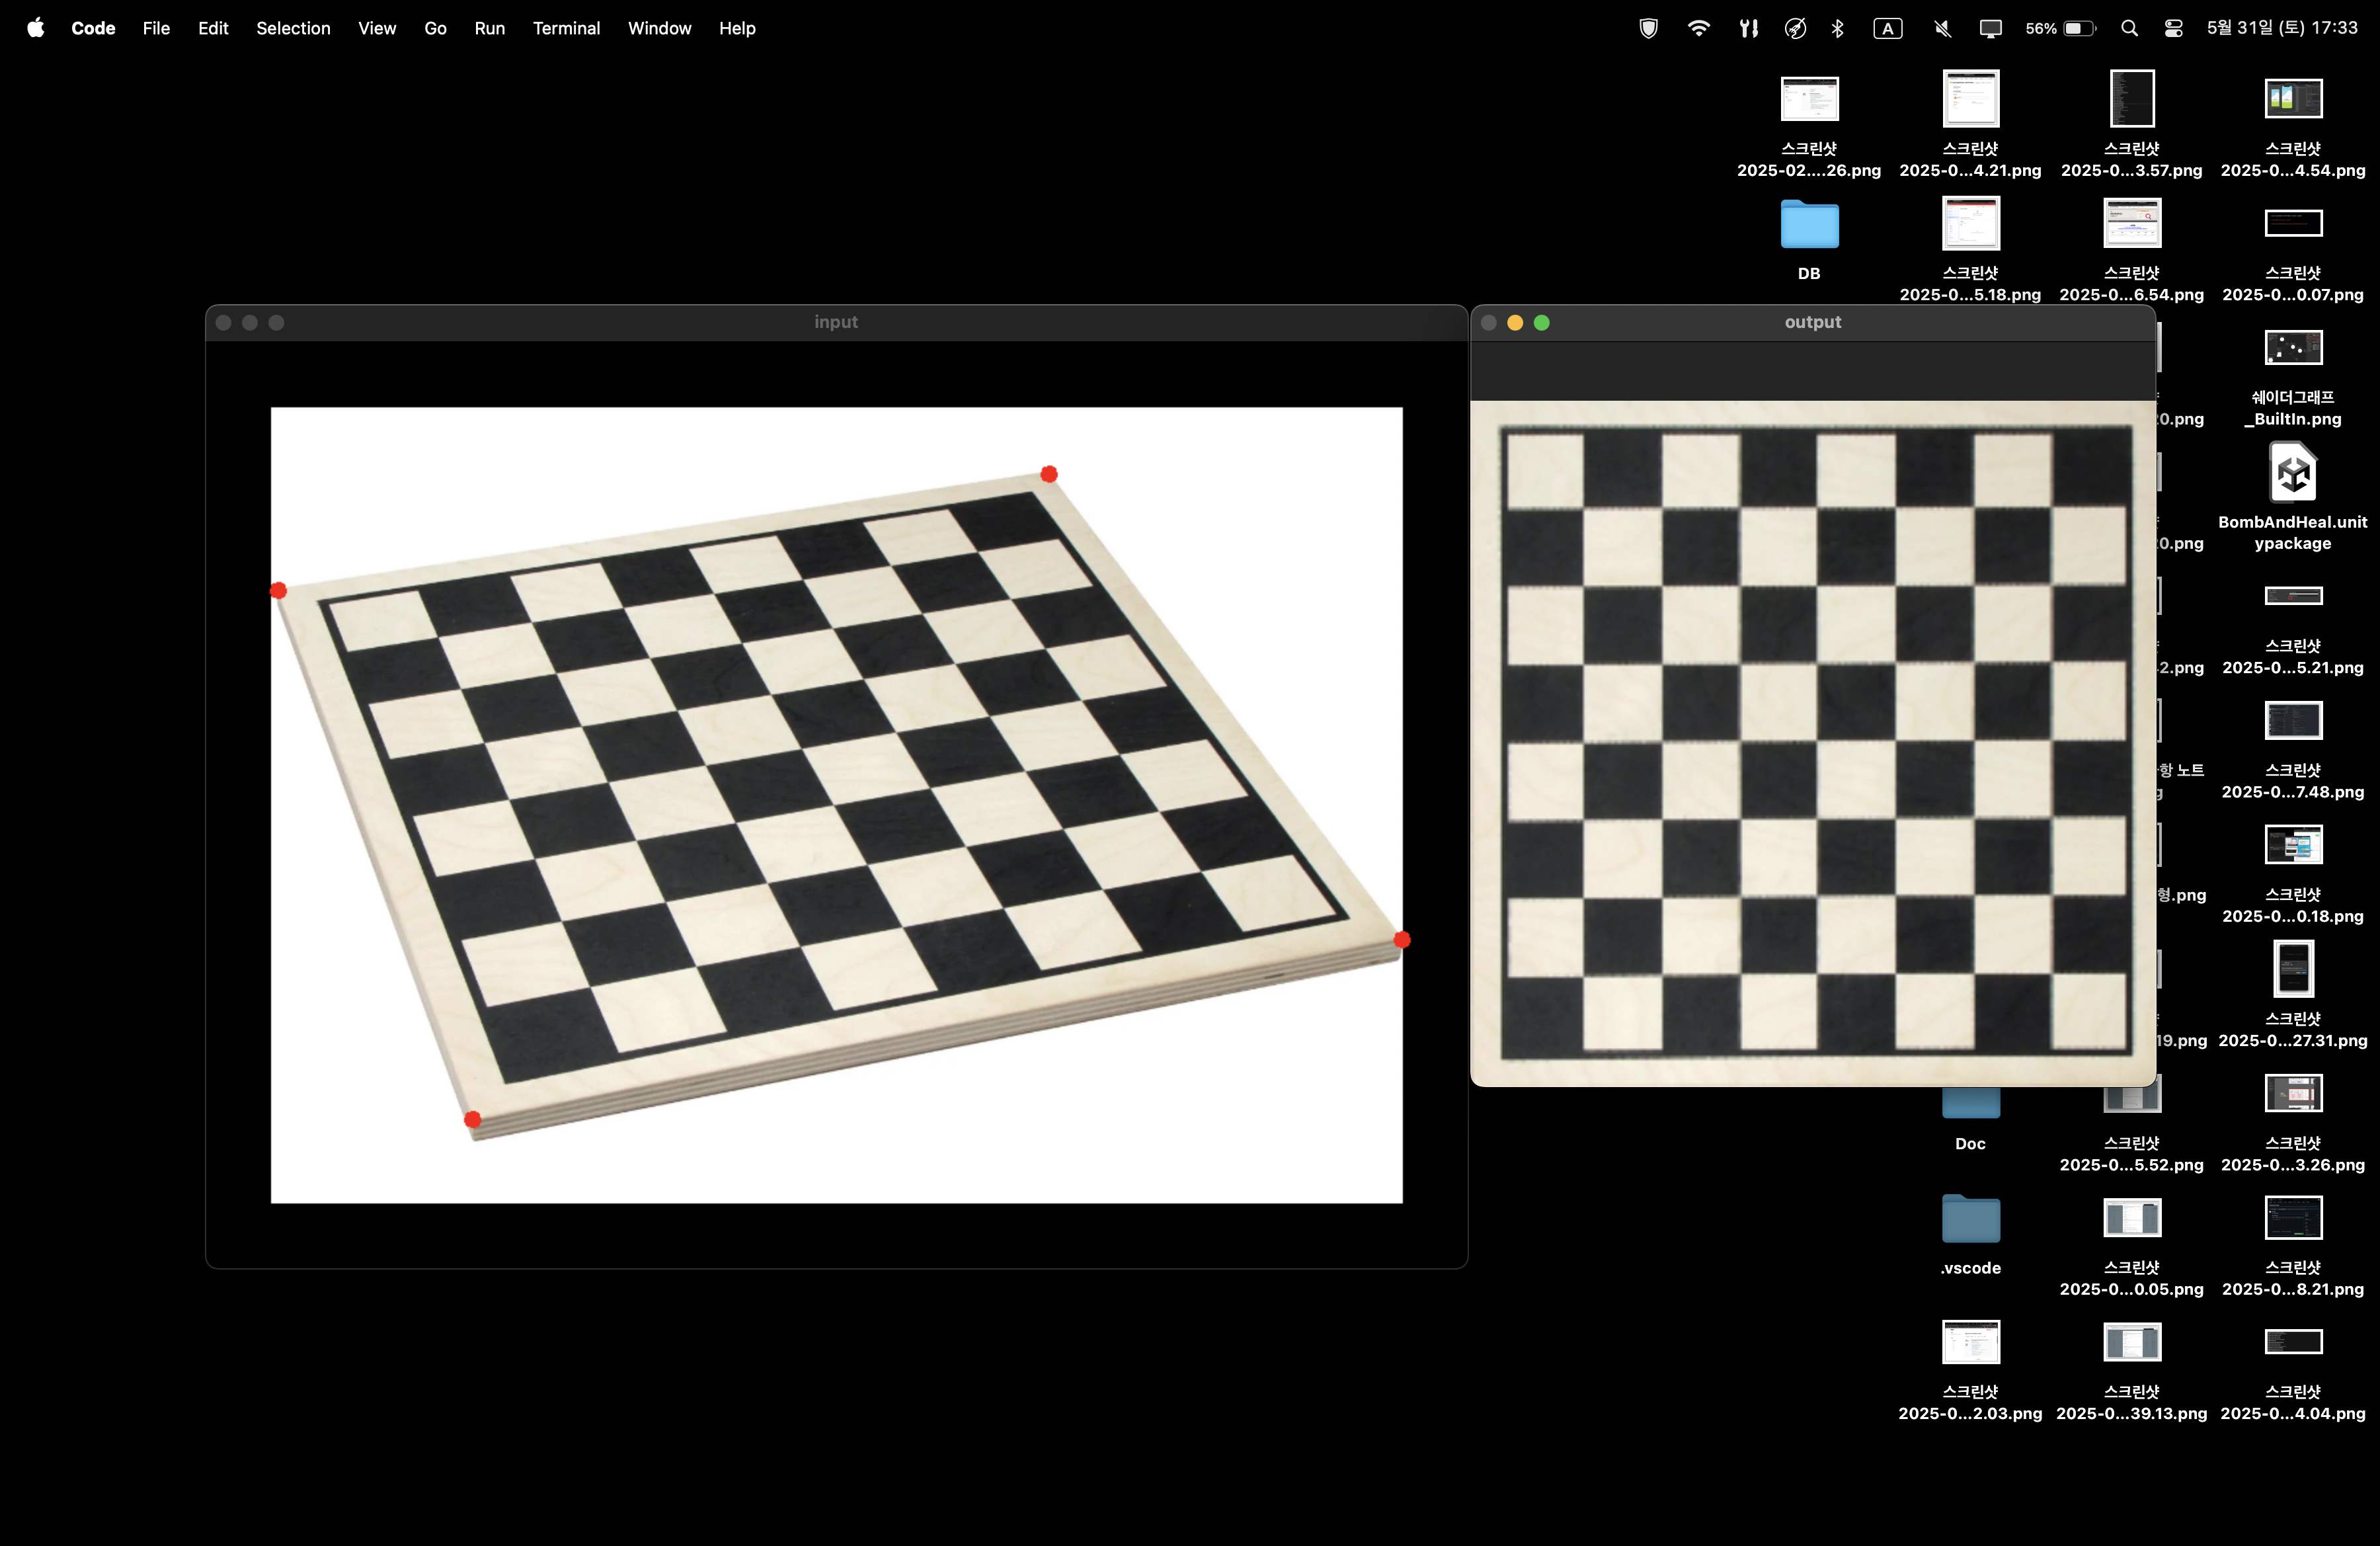 Code File Edit Selection View Go Run Terminal Window Help
A 56% 5월 31일 (토) 17:33
스크린샷 스크린샷 스크린샷 스크린샷
2025-02....26.png 2025-0...4.21.png 2025-0...3.57.png 2025-0...4.54.png
DB 스크린샷 스크린샷 스크린샷
2025-0...5.18.png 2025-0...6.54.png 2025-0...0.07.png
input
output
쉐이더그래프
0.png _BuiltIn.png
BombAndHeal.unit
0.png ypackage
스크린샷
2.png 2025-0...5.21.png
항 노트 스크린샷
g 2025-0...7.48.png
형.png 스크린샷
2025-0...0.18.png
스크린샷
19.png 2025-0...27.31.png
Doc 스크린샷 스크린샷
2025-0...5.52.png 2025-0...3.26.png
.vscode 스크린샷 스크린샷
2025-0...0.05.png 2025-0...8.21.png
스크린샷 스크린샷 스크린샷
2025-0...2.03.png 2025-0...39.13.png 2025-0...4.04.png